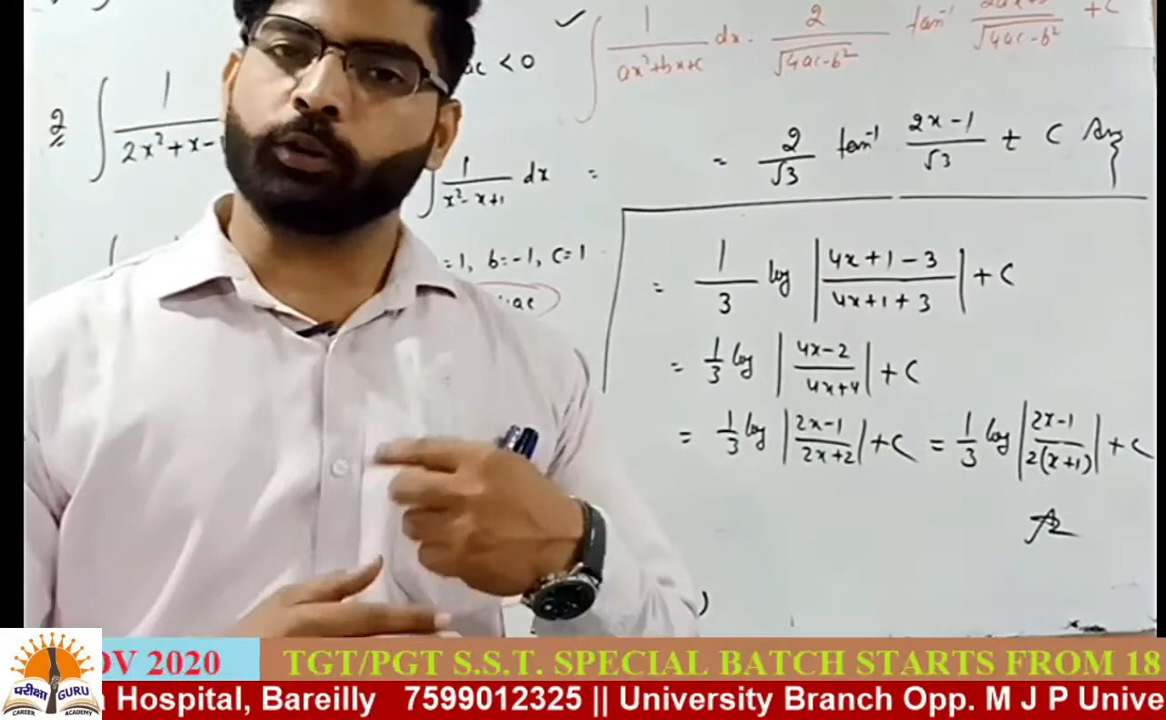 ac < 0
✓ ∫ 1/(ax²+bx+c) dx = 2/√(4ac-b²) tan⁻¹ /√(4ac-b²) + C
2 ∫ 1/(2x²+x-
∫ 1/(x²-x+1) dx =
= 2/√3 tan⁻¹ (2x-1)/√3 + C Ans
=1, b=-1, c=1
4ac
= 1/3 log |(4x+1-3)/(4x+1+3)| + C
= 1/3 log |(4x-2)/(4x+4)| + C
= 1/3 log |(2x-1)/(2x+2)| + C = 1/3 log |(2x-1)/(2(x+1))| + C
परीक्षा GURU
CAREER ACADEMY
OV 2020 TGT/PGT S.S.T. SPECIAL BATCH STARTS FROM 18
Hospital, Bareilly 7599012325 || University Branch Opp. M J P Unive